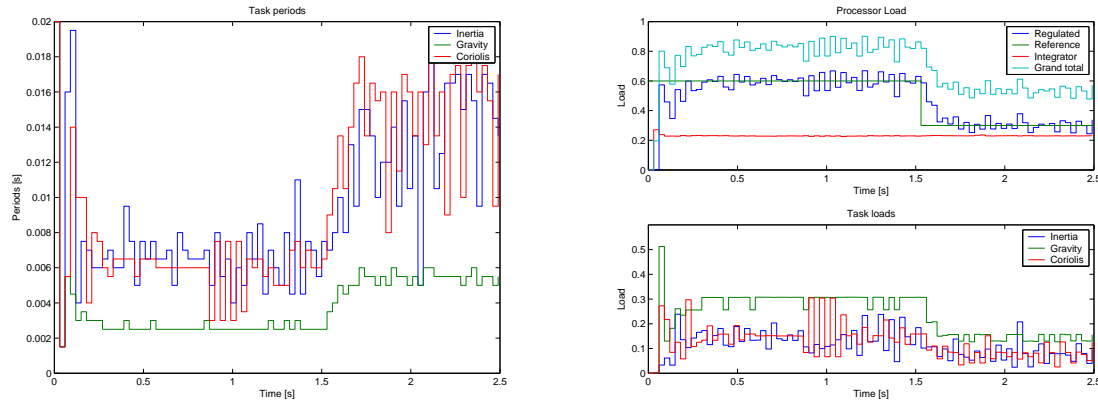 Task periods
0.02
0.018
0.016
0.014
0.012
0.01
0.008
0.006
0.004
0.002
0
Periods [s]
Inertia
Gravity
Coriolis
0 0.5 1 1.5 2 2.5
Time [s]
Processor Load
1
0.8
0.6
0.4
0.2
0
Load
Regulated
Reference
Integrator
Grand total
0 0.5 1 1.5 2 2.5
Time [s]
Task loads
0.5
0.4
0.3
0.2
0.1
0
Load
Inertia
Gravity
Coriolis
0 0.5 1 1.5 2 2.5
Time [s]